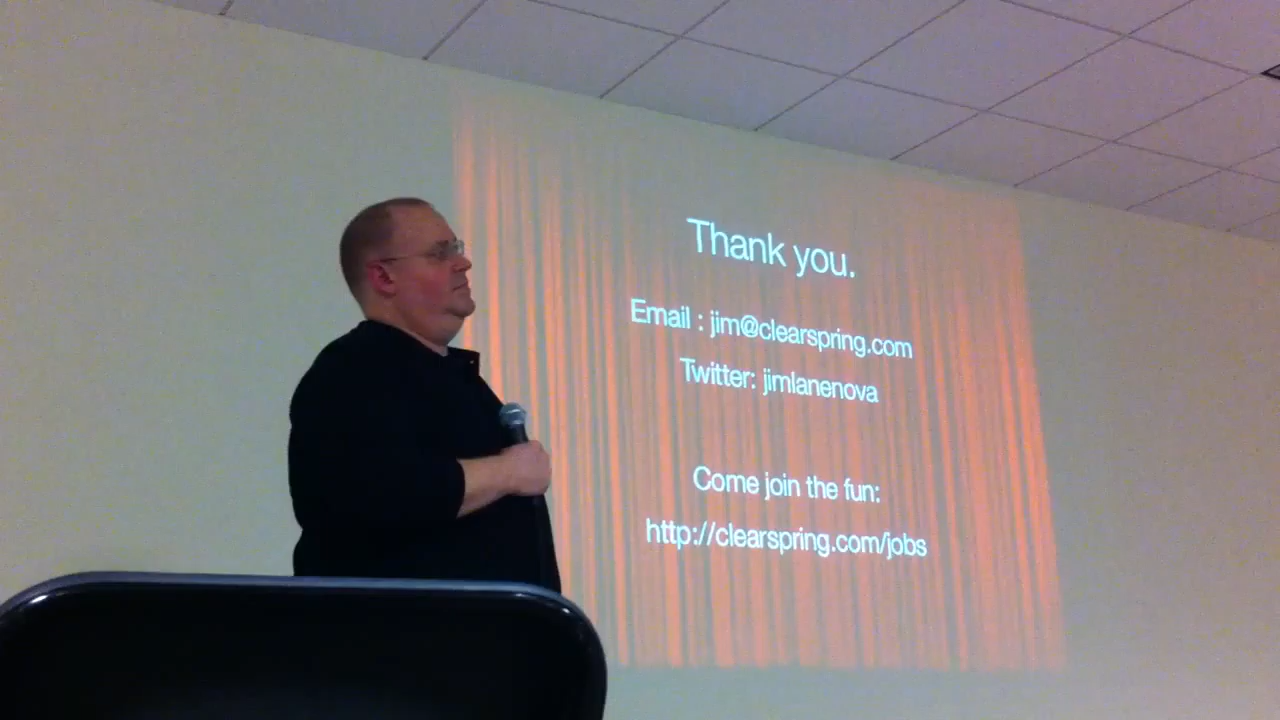 Thank you.
Email : jim@clearspring.com
Twitter: jimlanenova
Come join the fun:
http://clearspring.com/jobs